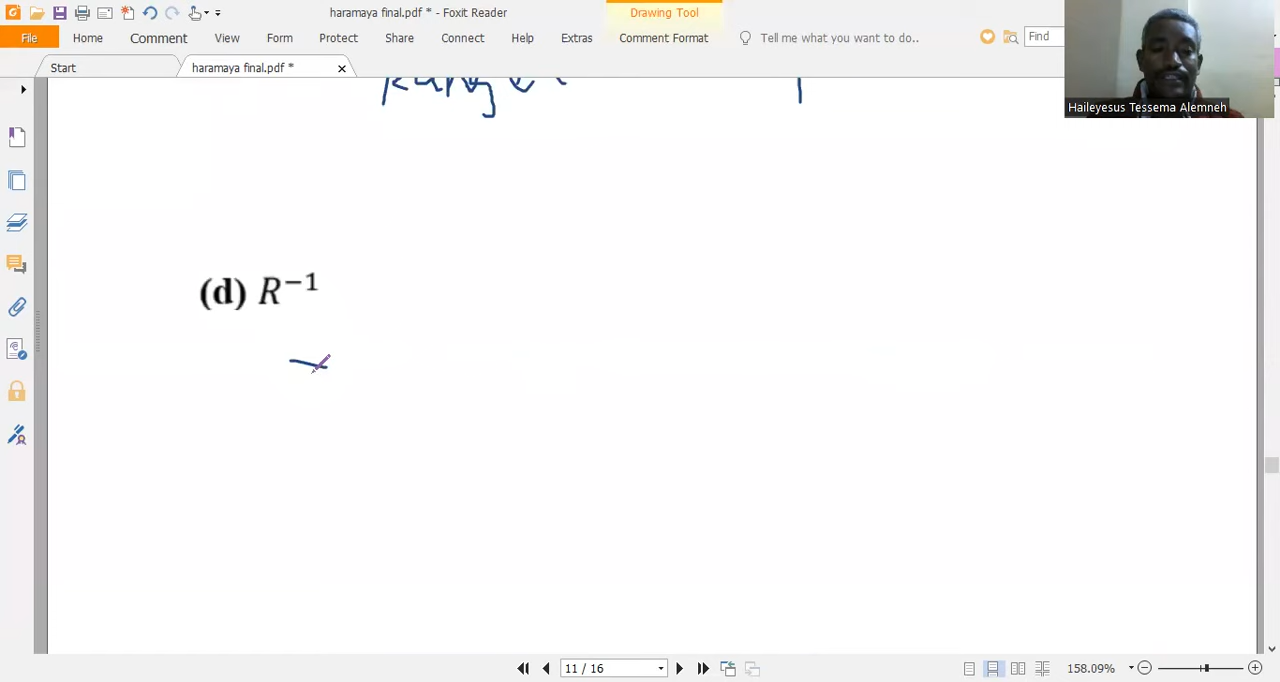 haramaya final.pdf * - Foxit Reader
Drawing Tool
File Home Comment View Form Protect Share Connect Help Extras Comment Format Tell me what you want to do.. Find
Start haramaya final.pdf *
Haileyesus Tessema Alemneh
(d) R⁻¹
11 / 16
158.09%